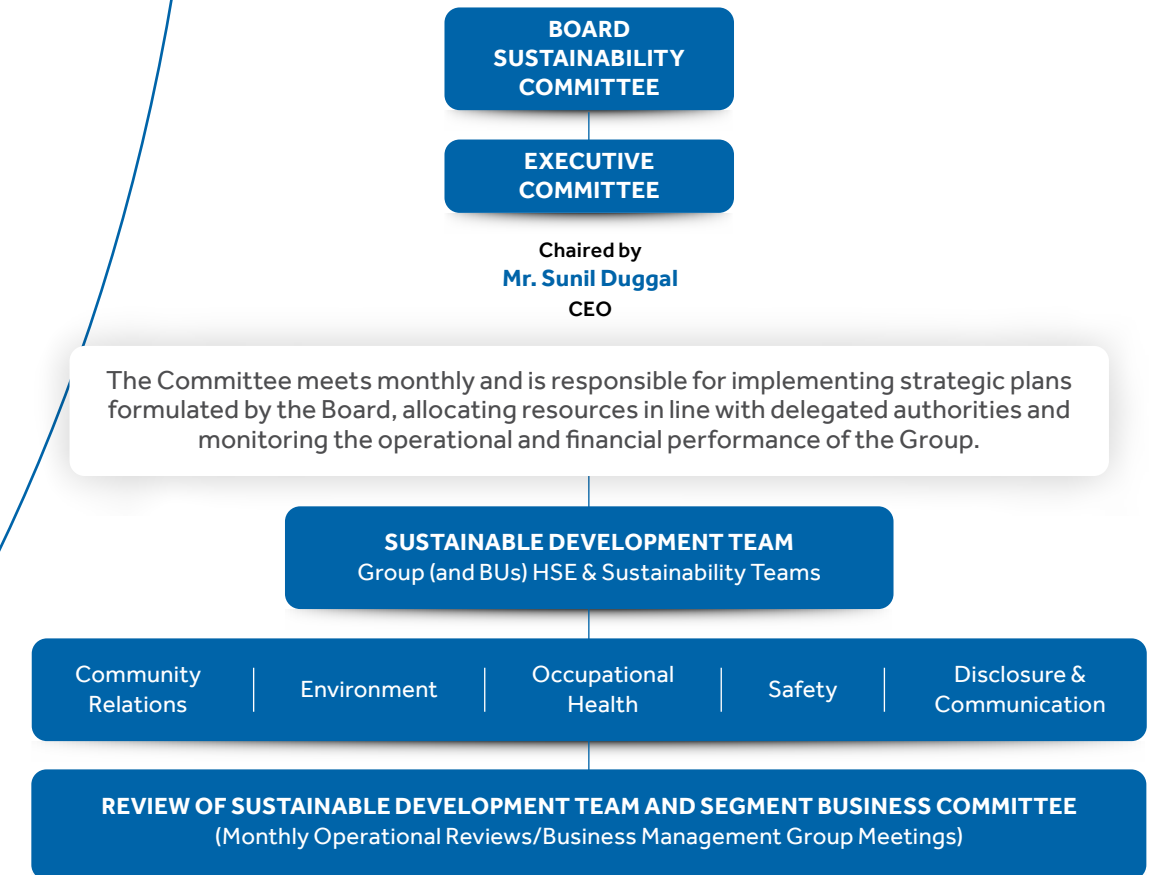 BOARD
SUSTAINABILITY
COMMITTEE
EXECUTIVE
COMMITTEE
Chaired by
Mr. Sunil Duggal
CEO
The Committee meets monthly and is responsible for implementing strategic plans
formulated by the Board, allocating resources in line with delegated authorities and
monitoring the operational and financial performance of the Group.
SUSTAINABLE DEVELOPMENT TEAM
Group (and BUs) HSE & Sustainability Teams
Community
Relations
Environment
Occupational
Health
Safety
Disclosure &
Communication
REVIEW OF SUSTAINABLE DEVELOPMENT TEAM AND SEGMENT BUSINESS COMMITTEE
(Monthly Operational Reviews/Business Management Group Meetings)